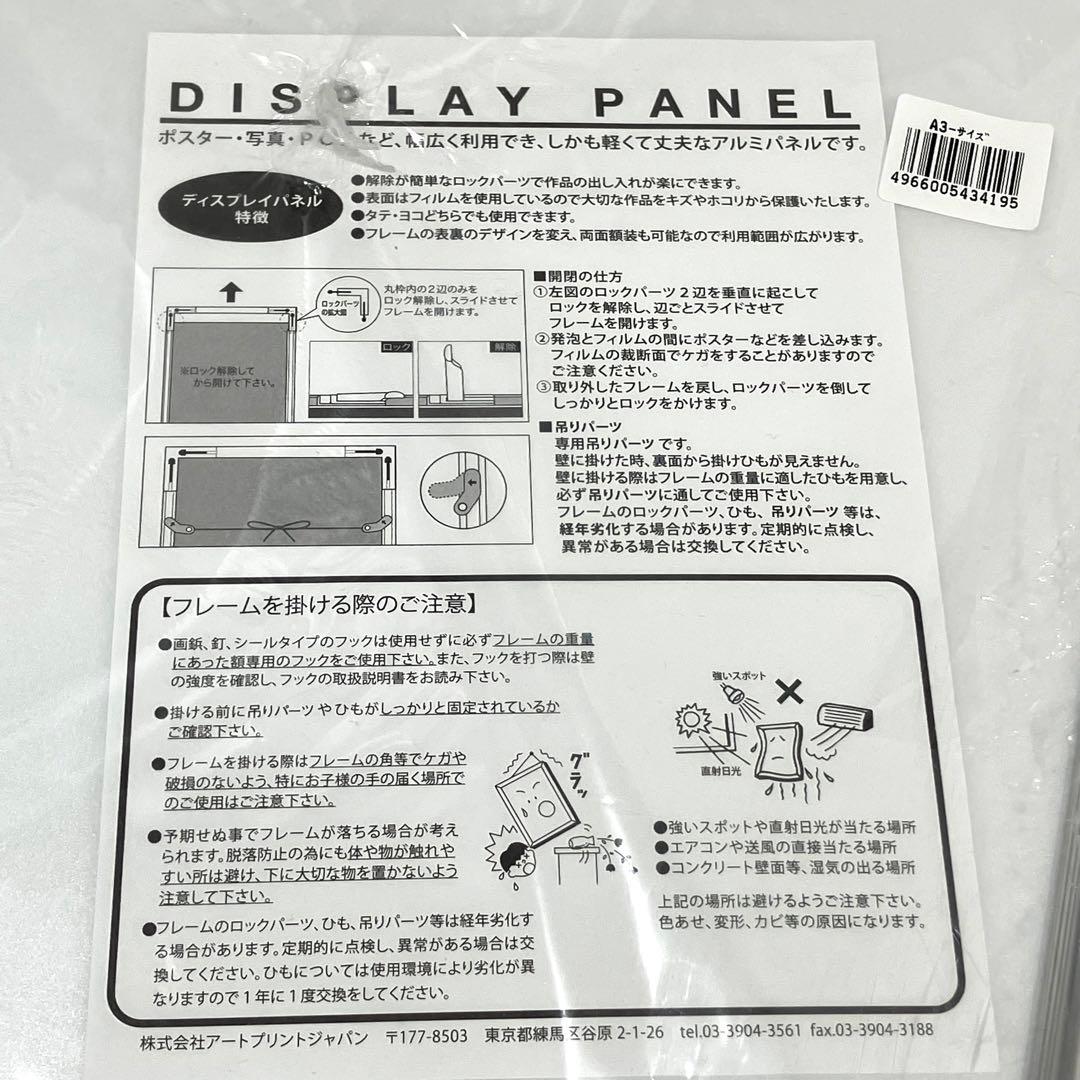 DISPLAY PANEL
ポスター・写真・POPなど、幅広く利用でき、しかも軽くて丈夫なアルミパネルです。
A3-サイズ
4966005434195
ディスプレイパネル
特徴
●解除が簡単なロックパーツで作品の出し入れが楽にできます。
●表面はフィルムを使用しているので大切な作品をキズやホコリから保護いたします。
●タテ・ヨコどちらでも使用できます。
●フレームの表裏のデザインを変え、両面額装も可能なので利用範囲が広がります。
ロックパーツ
の拡大図
丸枠内の2辺のみを
ロック解除し、スライドさせて
フレームを開けます。
ロック
解除
※ロック解除して
から開けて下さい。
■開閉の仕方
①左図のロックパーツ2辺を垂直に起こして
ロックを解除し、辺ごとスライドさせて
フレームを開けます。
②発泡とフィルムの間にポスターなどを差し込みます。
フィルムの裁断面でケガをすることがありますので
ご注意ください。
③取り外したフレームを戻し、ロックパーツを倒して
しっかりとロックをかけます。
■吊りパーツ
専用吊りパーツです。
壁に掛けた時、裏面から掛けひもが見えません。
壁に掛ける際はフレームの重量に適したひもを用意し、
必ず吊りパーツに通してご使用下さい。
フレームのロックパーツ、ひも、吊りパーツ等は、
経年劣化する場合があります。定期的に点検し、
異常がある場合は交換してください。
【フレームを掛ける際のご注意】
●画鋲、釘、シールタイプのフックは使用せずに必ずフレームの重量
にあった額専用のフックをご使用下さい。また、フックを打つ際は壁
の強度を確認し、フックの取扱説明書をお読み下さい。
●掛ける前に吊りパーツやひもがしっかりと固定されているか
ご確認下さい。
●フレームを掛ける際はフレームの角等でケガや
破損のないよう、特にお子様の手の届く場所で
のご使用はご注意下さい。
●予期せぬ事でフレームが落ちる場合が考え
られます。脱落防止の為にも体や物が触れや
すい所は避け、下に大切な物を置かないよう
注意して下さい。
●フレームのロックパーツ、ひも、吊りパーツ等は経年劣化す
る場合があります。定期的に点検し、異常がある場合は交
換してください。ひもについては使用環境により劣化が異
なりますので1年に1度交換をしてください。
グラッ
強いスポット
直射日光
●強いスポットや直射日光が当たる場所
●エアコンや送風の直接当たる場所
●コンクリート壁面等、湿気の出る場所
上記の場所は避けるようご注意下さい。
色あせ、変形、カビ等の原因になります。
株式会社アートプリントジャパン 〒177-8503 東京都練馬区谷原2-1-26 tel.03-3904-3561 fax.03-3904-3188